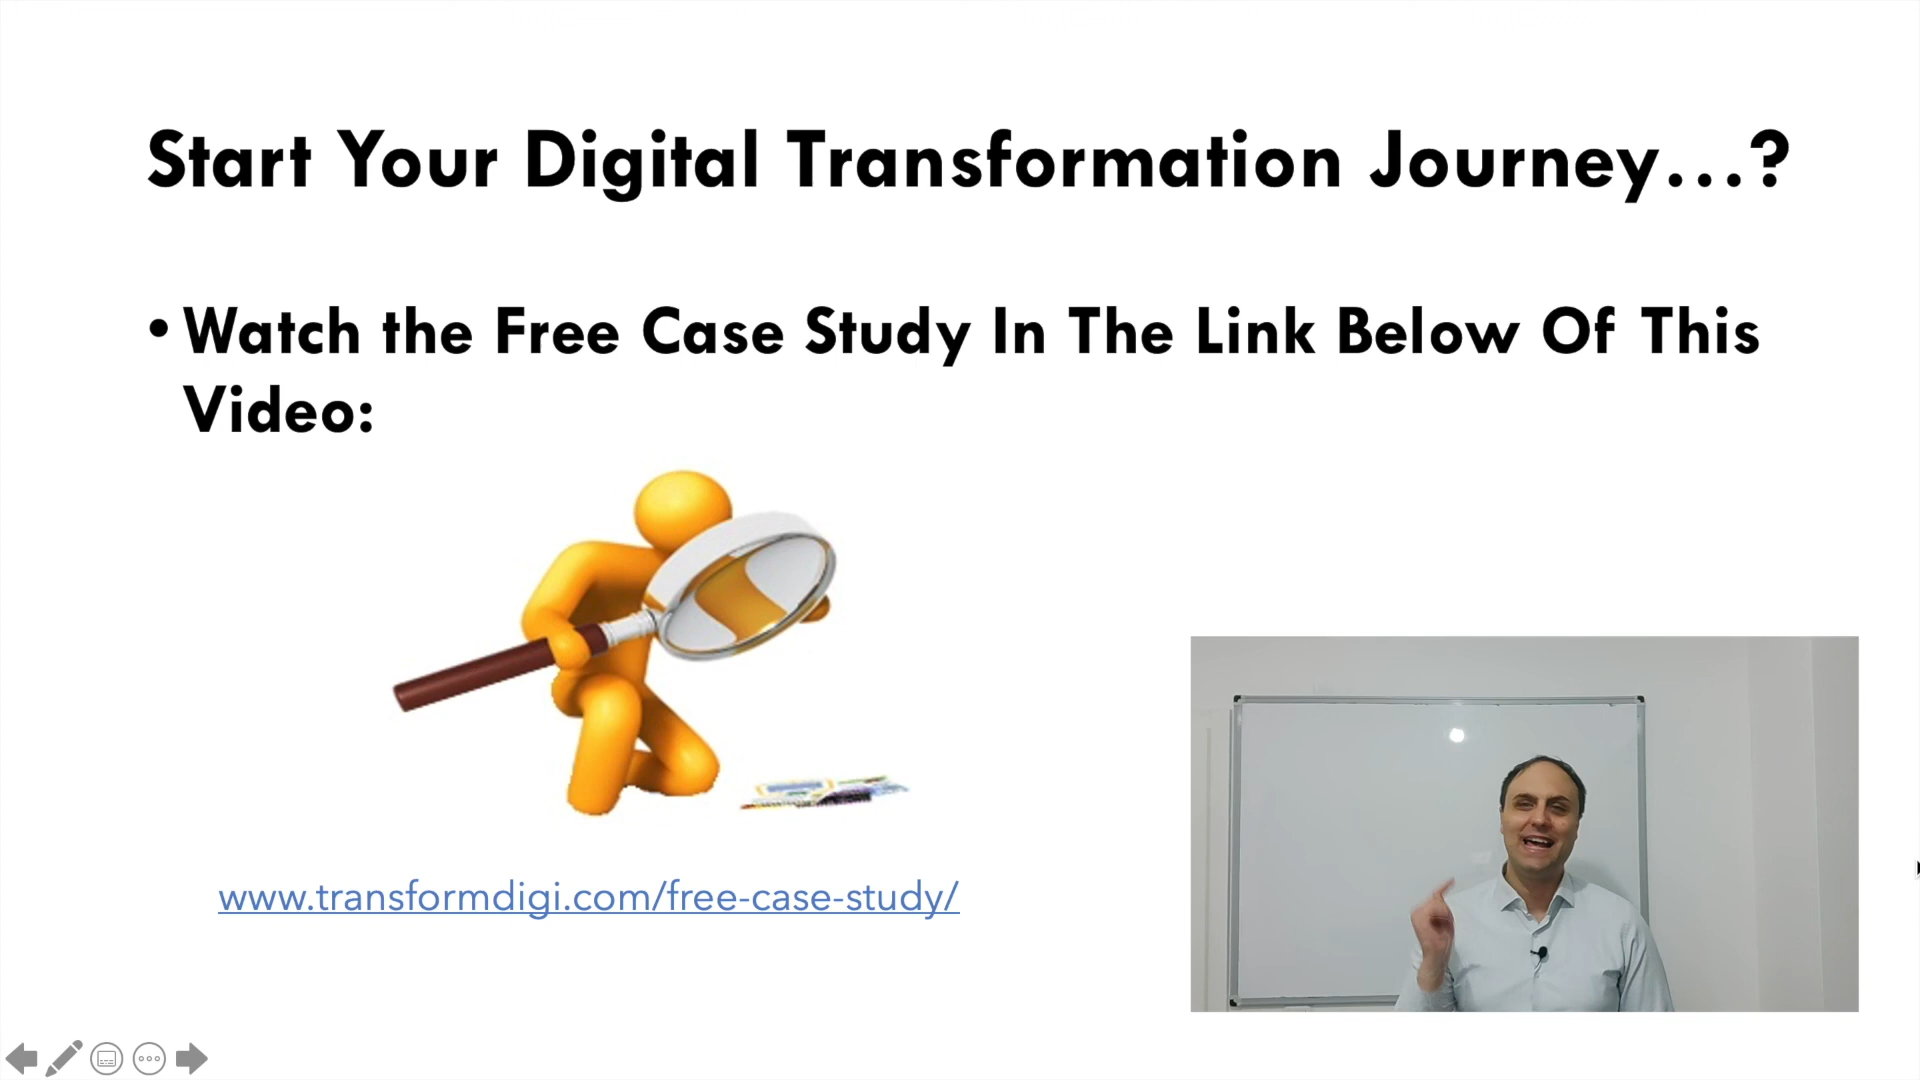 Start Your Digital Transformation Journey...?
• Watch the Free Case Study In The Link Below Of This
Video:
www.transformdigi.com/free-case-study/